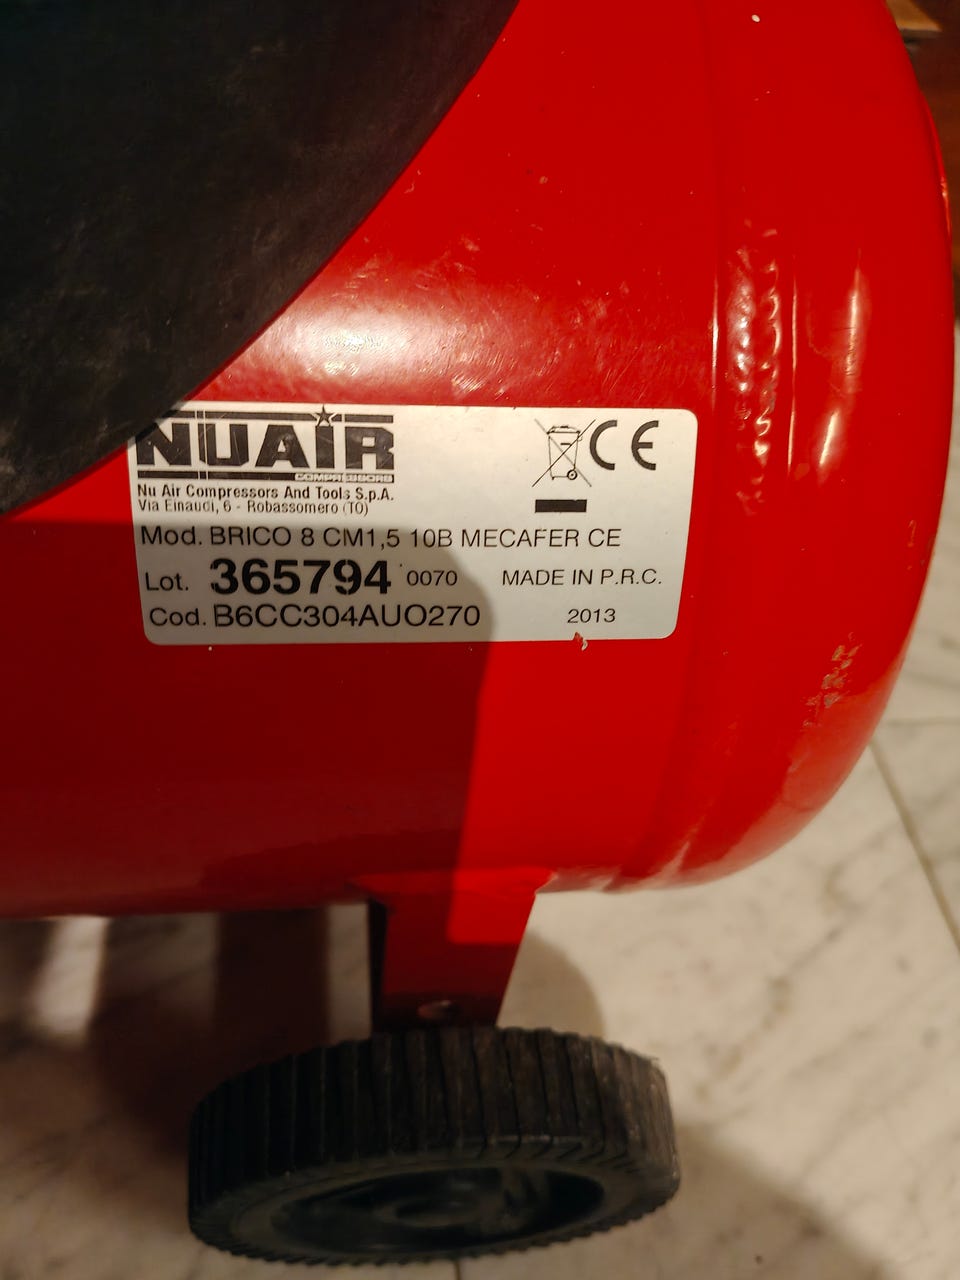 NUAIR
COMPRESSORS
Nu Air Compressors And Tools S.p.A.
Via Einaudi, 6 - Robassomero (TO)
CE
Mod. BRICO 8 CM1,5 10B MECAFER CE
Lot. 365794 0070 MADE IN P.R.C.
Cod. B6CC304AUO270 2013